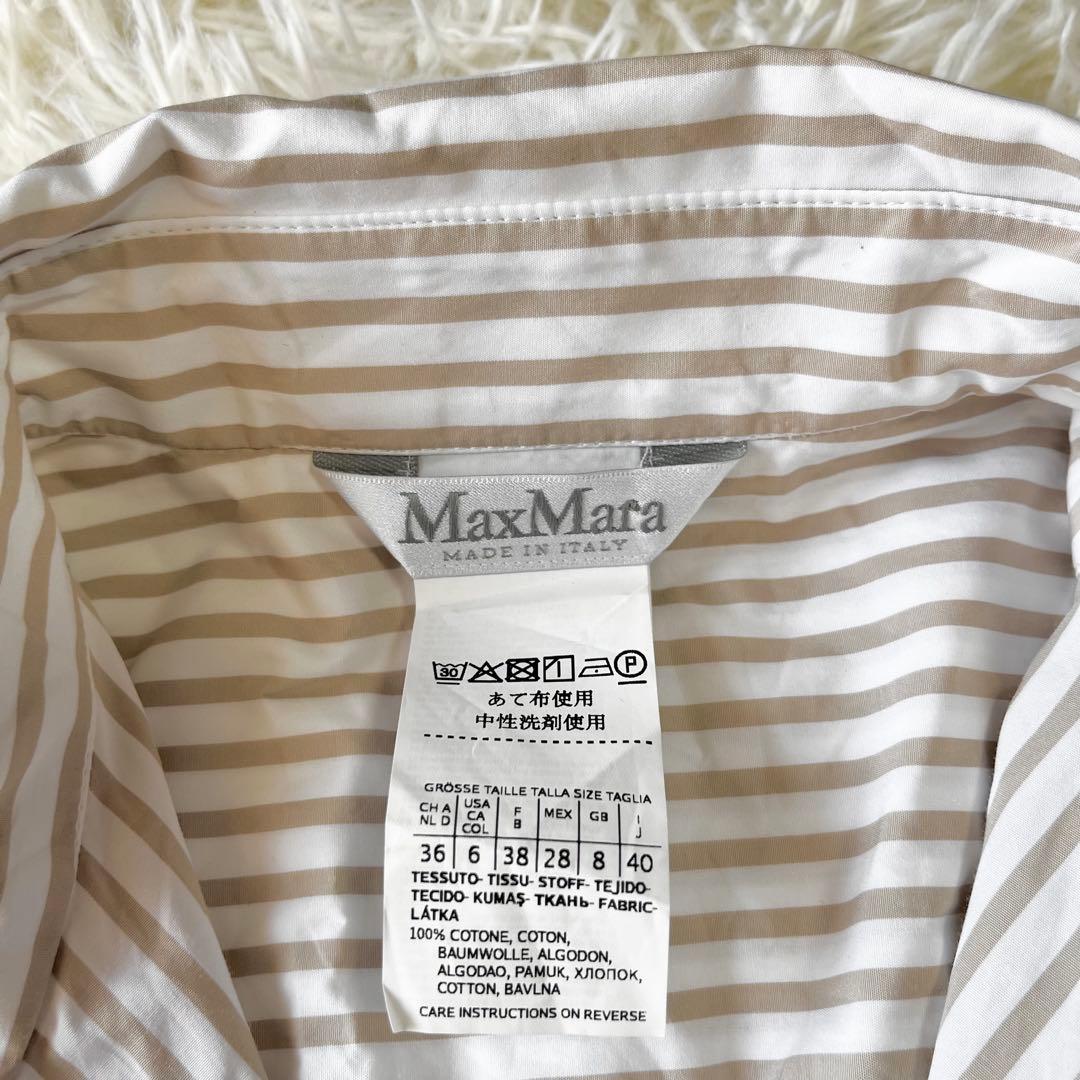 MaxMara
MADE IN ITALY
30 P
あて布使用
中性洗剤使用
GRÖSSE TAILLE TALLA SIZE TAGLIA
CH A NL D USA CA COL F B MEX GB I J
36 6 38 28 8 40
TESSUTO- TISSU- STOFF- TEJIDO-
TECIDO- KUMAŞ- ТКАНЬ- FABRIC-
LÁTKA
100% COTONE, COTON,
BAUMWOLLE, ALGODON,
ALGODAO, PAMUK, ХЛОПОК,
COTTON, BAVLNA
CARE INSTRUCTIONS ON REVERSE